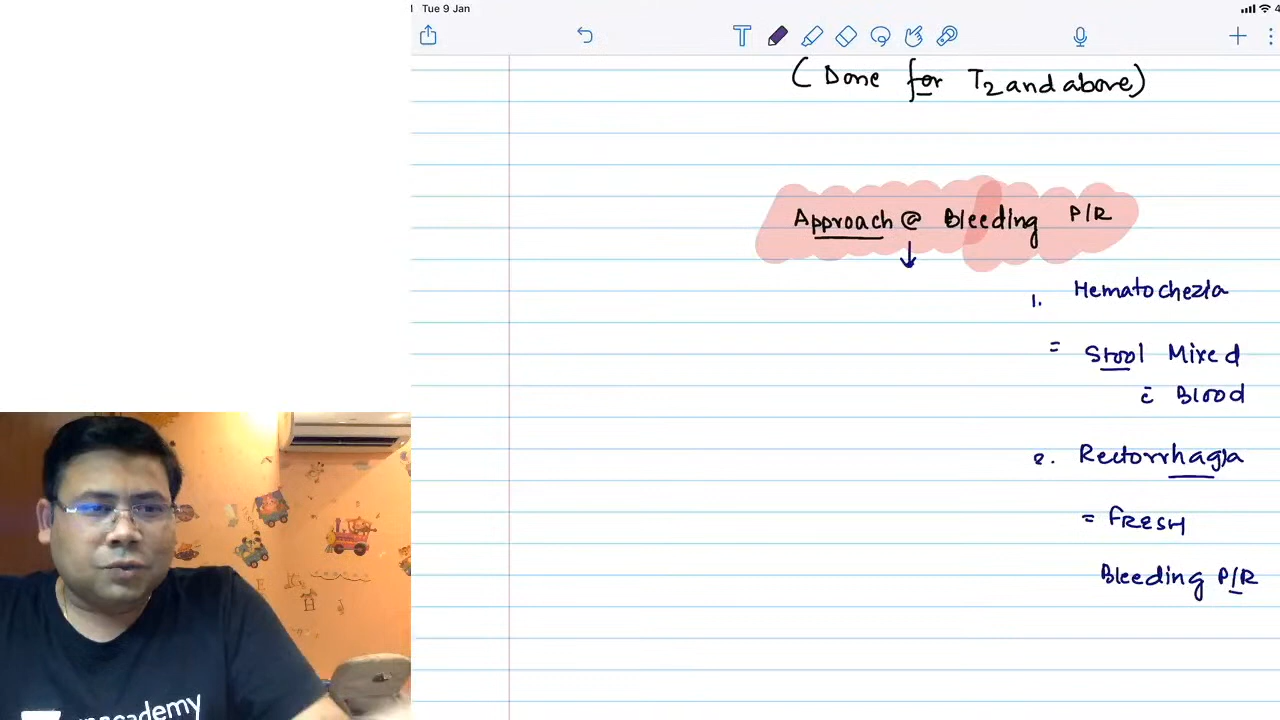 Tue 9 Jan
(Done for T2 and above)
Approach @ Bleeding P/R
1. Hematochezia
= Stool Mixed
c̄ Blood
2. Rectorrhagia
= FRESH
Bleeding P/R